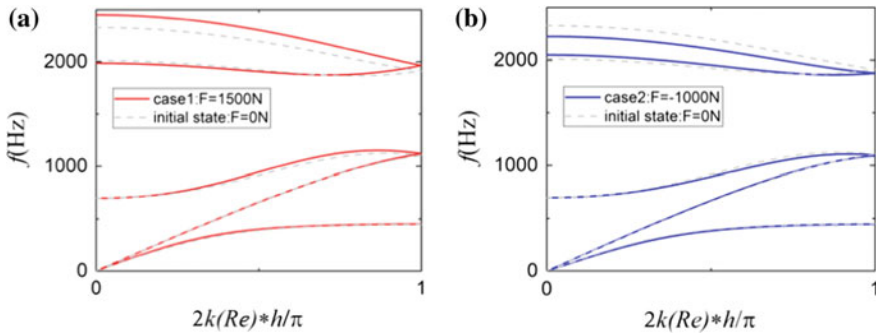 (a)
2000
1000
0
f(Hz)
case1:F=1500N
initial state:F=0N
0
1
2k(Re)*h/π
(b)
2000
1000
0
f(Hz)
case2:F=-1000N
initial state:F=0N
0
1
2k(Re)*h/π